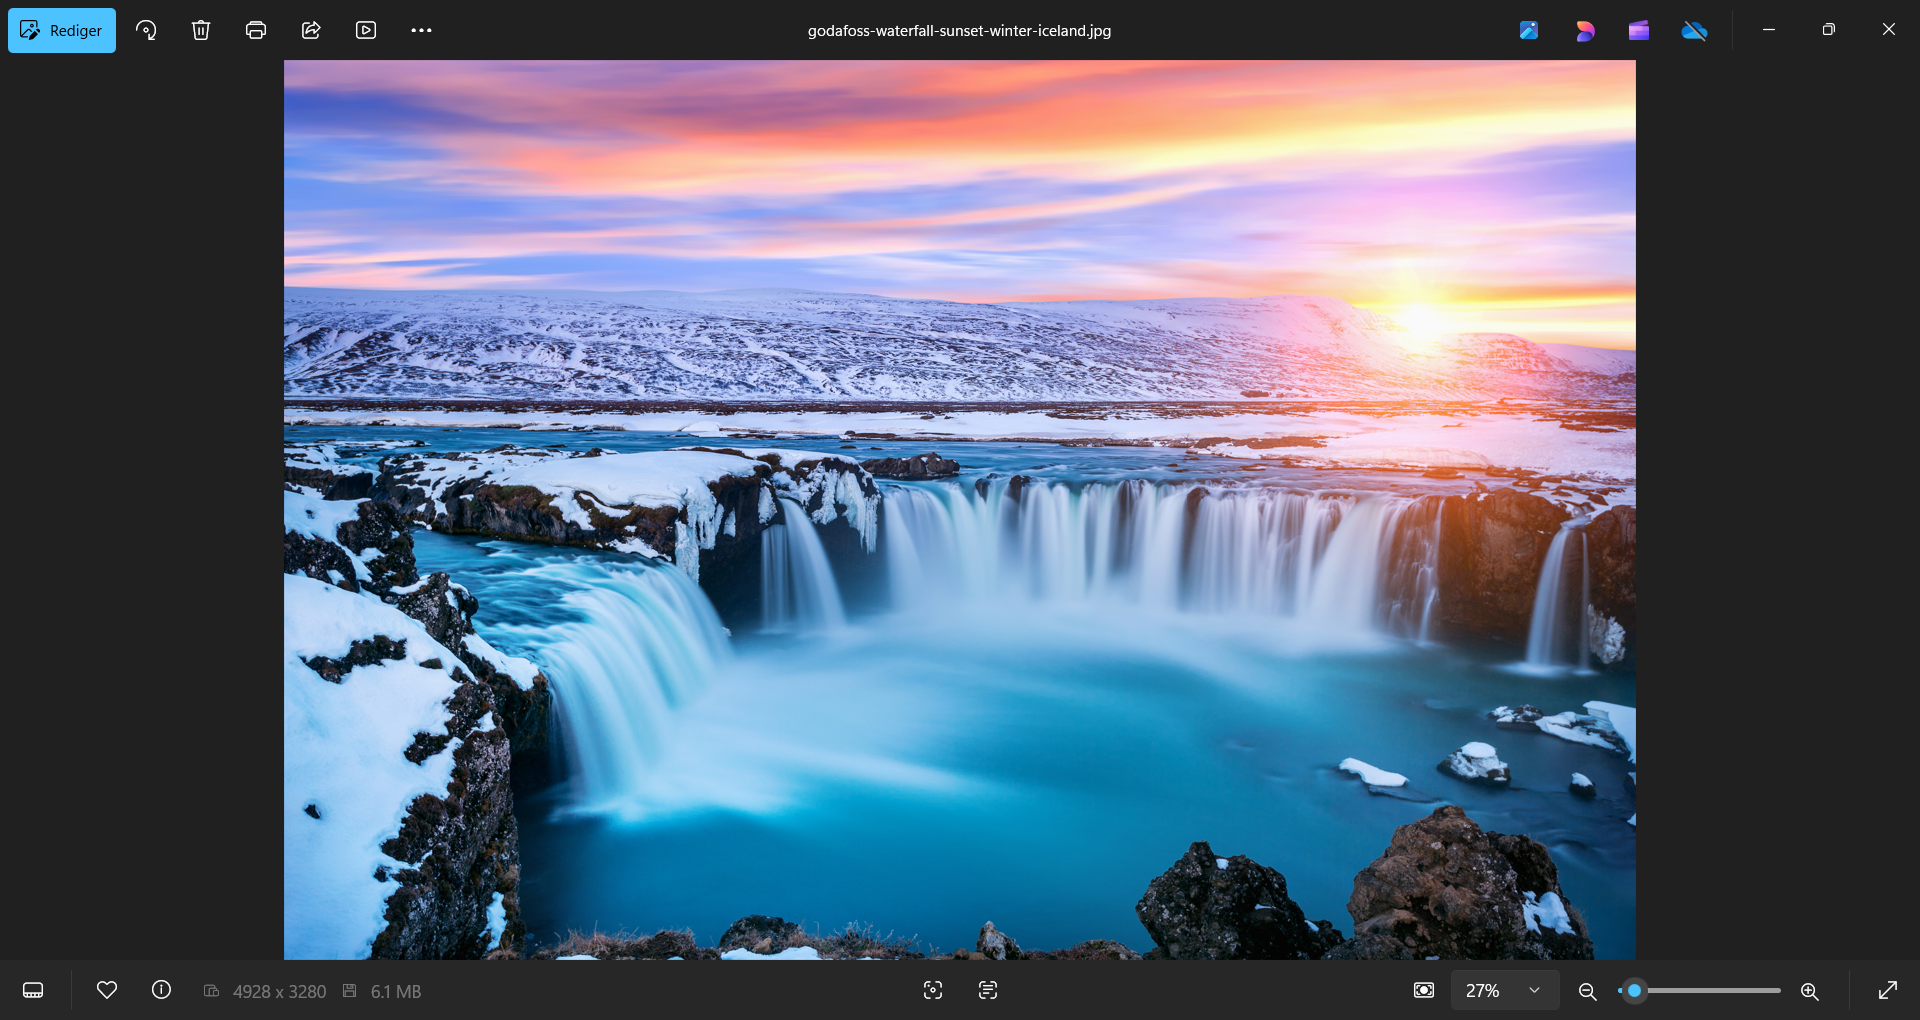 Rediger
godafoss-waterfall-sunset-winter-iceland.jpg
4928 x 3280
6.1 MB
27%